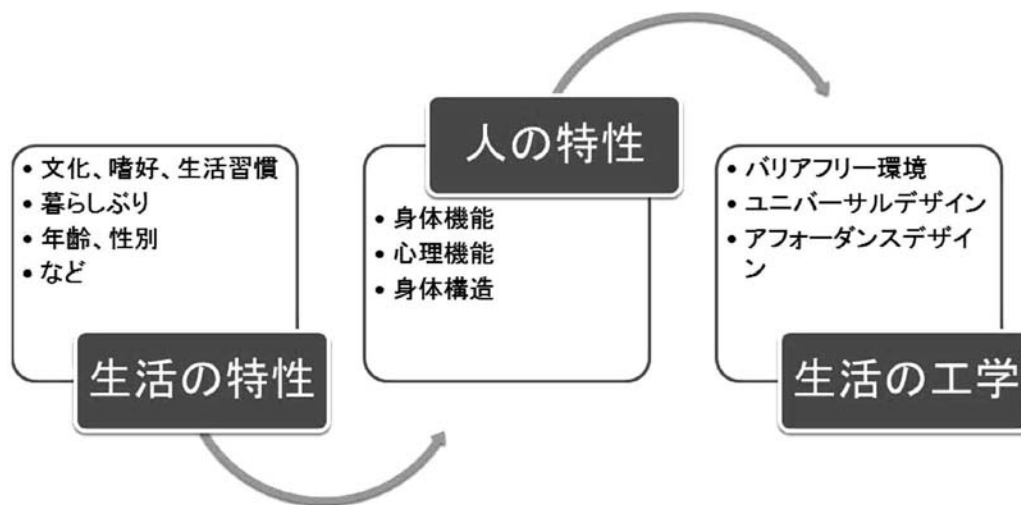 • 文化、嗜好、生活習慣
• 暮らしぶり
• 年齢、性別
• など
生活の特性
人の特性
• 身体機能
• 心理機能
• 身体構造
• バリアフリー環境
• ユニバーサルデザイン
• アフォーダンスデザイ
ン
生活の工学